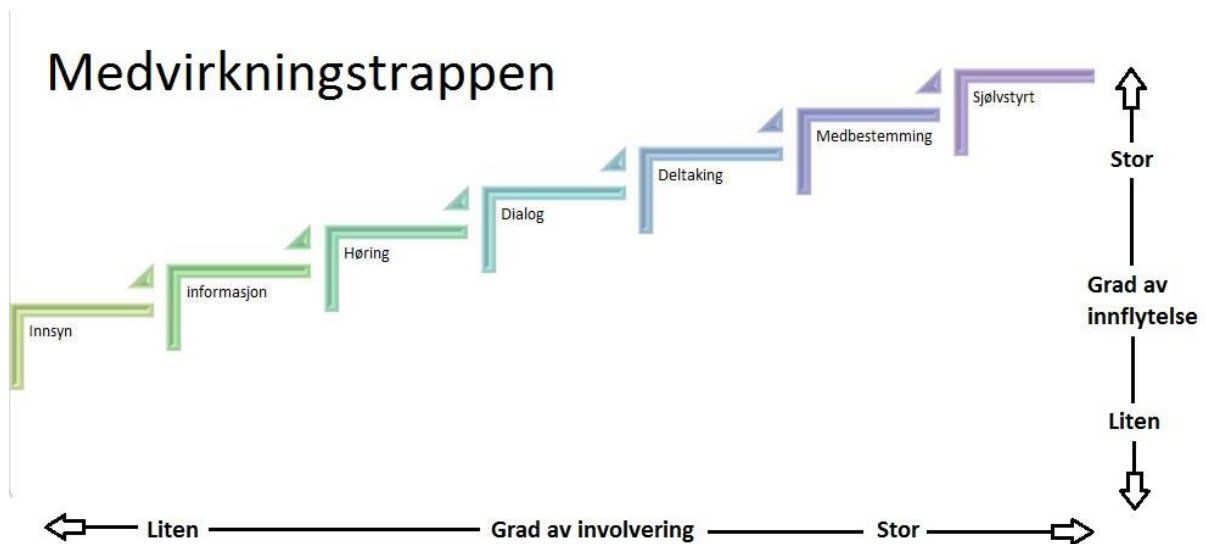 Medvirkningstrappen
Innsyn
informasjon
Høring
Dialog
Deltaking
Medbestemming
Sjølvstyrt
Stor
Grad av
innflytelse
Liten
Liten
Grad av involvering
Stor